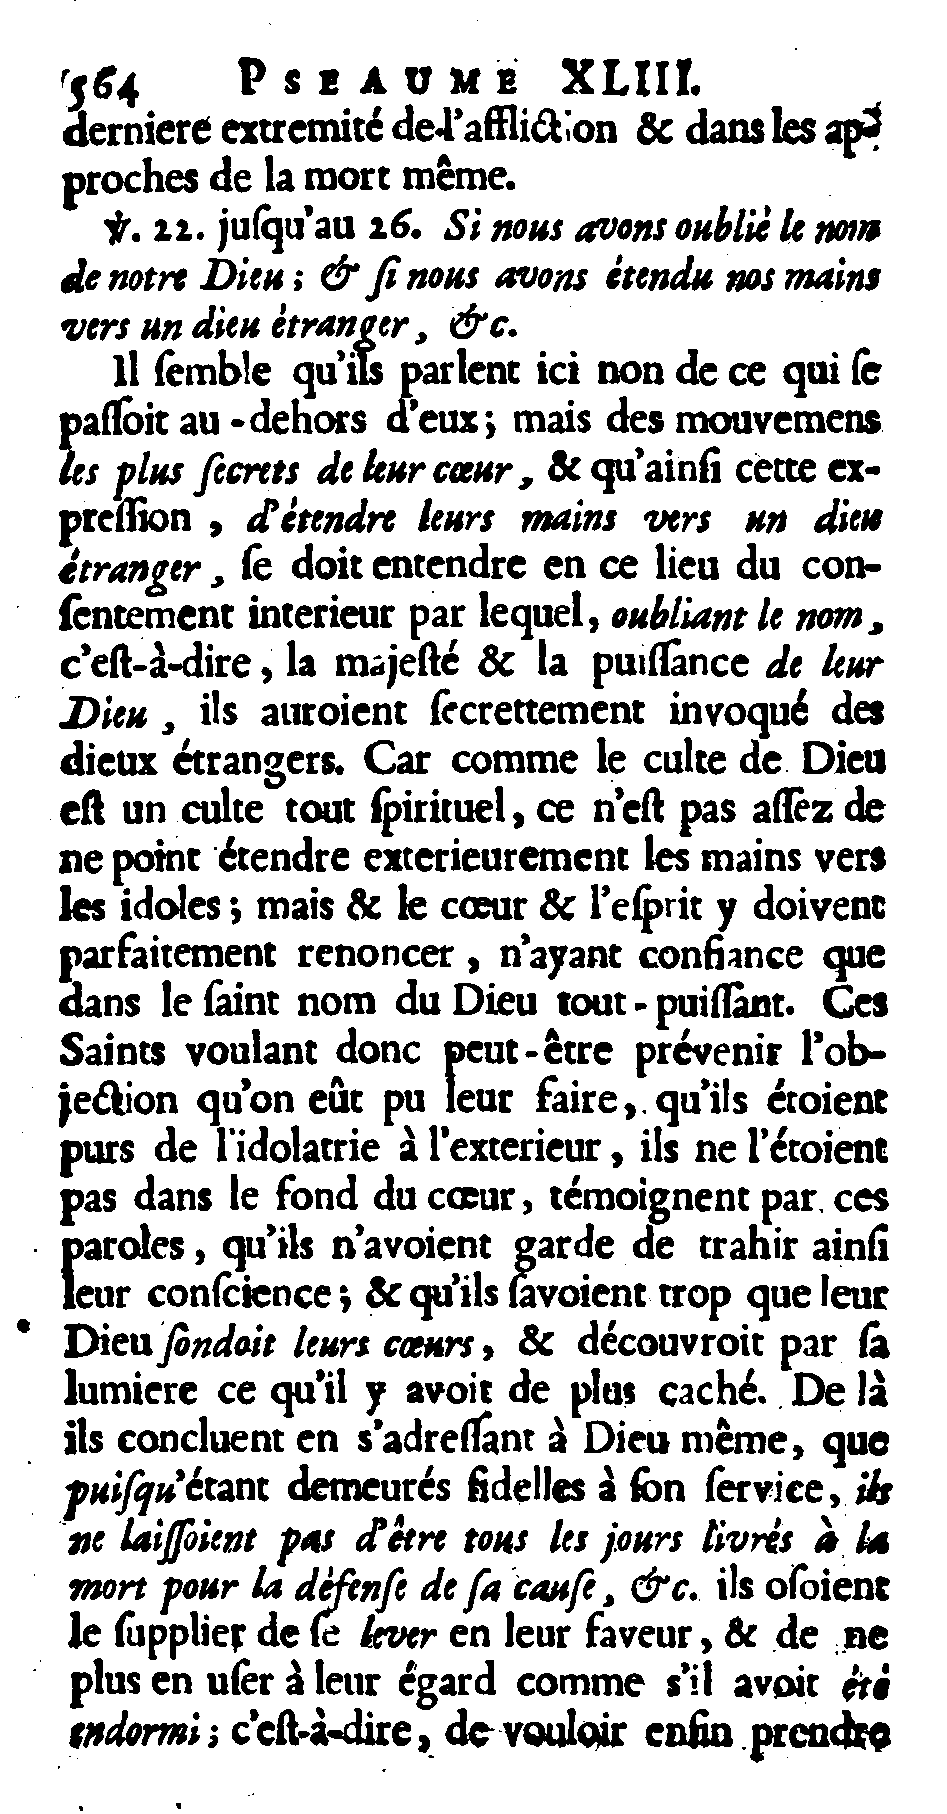 564 PSEAUME XLIII.
derniere extremité de l'affliction & dans les ap-
proches de la mort même.
℣. 22. juſqu'au 26. Si nous avons oublié le nom
de notre Dieu ; & ſi nous avons étendu nos mains
vers un dieu étranger, &c.
Il ſemble qu'ils parlent ici non de ce qui ſe
paſſoit au-dehors d'eux ; mais des mouvemens
les plus ſecrets de leur cœur, & qu'ainſi cette ex-
preſſion, d'étendre leurs mains vers un dieu
étranger, ſe doit entendre en ce lieu du con-
ſentement interieur par lequel, oubliant le nom,
c'eſt-à-dire, la majeſté & la puiſſance de leur
Dieu, ils auroient ſecrettement invoqué des
dieux étrangers. Car comme le culte de Dieu
eſt un culte tout ſpirituel, ce n'eſt pas aſſez de
ne point étendre exterieurement les mains vers
les idoles ; mais & le cœur & l'eſprit y doivent
parfaitement renoncer, n'ayant confiance que
dans le ſaint nom du Dieu tout-puiſſant. Ces
Saints voulant donc peut-être prévenir l'ob-
jection qu'on eût pu leur faire, qu'ils étoient
purs de l'idolatrie à l'exterieur, ils ne l'étoient
pas dans le fond du cœur, témoignent par ces
paroles, qu'ils n'avoient garde de trahir ainſi
leur conſcience ; & qu'ils ſavoient trop que leur
Dieu ſondoit leurs cœurs, & découvroit par ſa
lumiere ce qu'il y avoit de plus caché. De là
ils concluent en s'adreſſant à Dieu même, que
puiſqu'étant demeurés fidelles à ſon ſervice, ils
ne laiſſoient pas d'être tous les jours livrés à la
mort pour la défenſe de ſa cauſe, &c. ils oſoient
le ſupplier de ſe lever en leur faveur, & de ne
plus en uſer à leur égard comme s'il avoit été
endormi ; c'eſt-à-dire, de vouloir enfin prendre